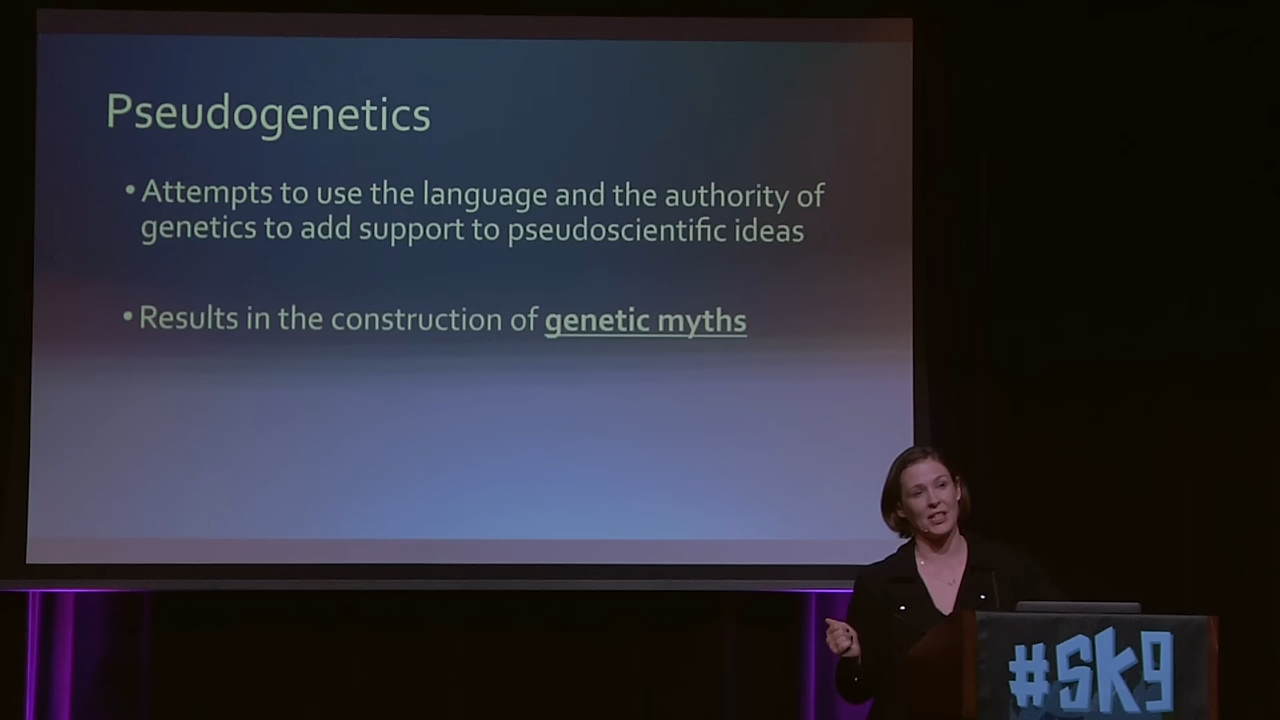 Pseudogenetics
• Attempts to use the language and the authority of
genetics to add support to pseudoscientific ideas
• Results in the construction of genetic myths
#SK9